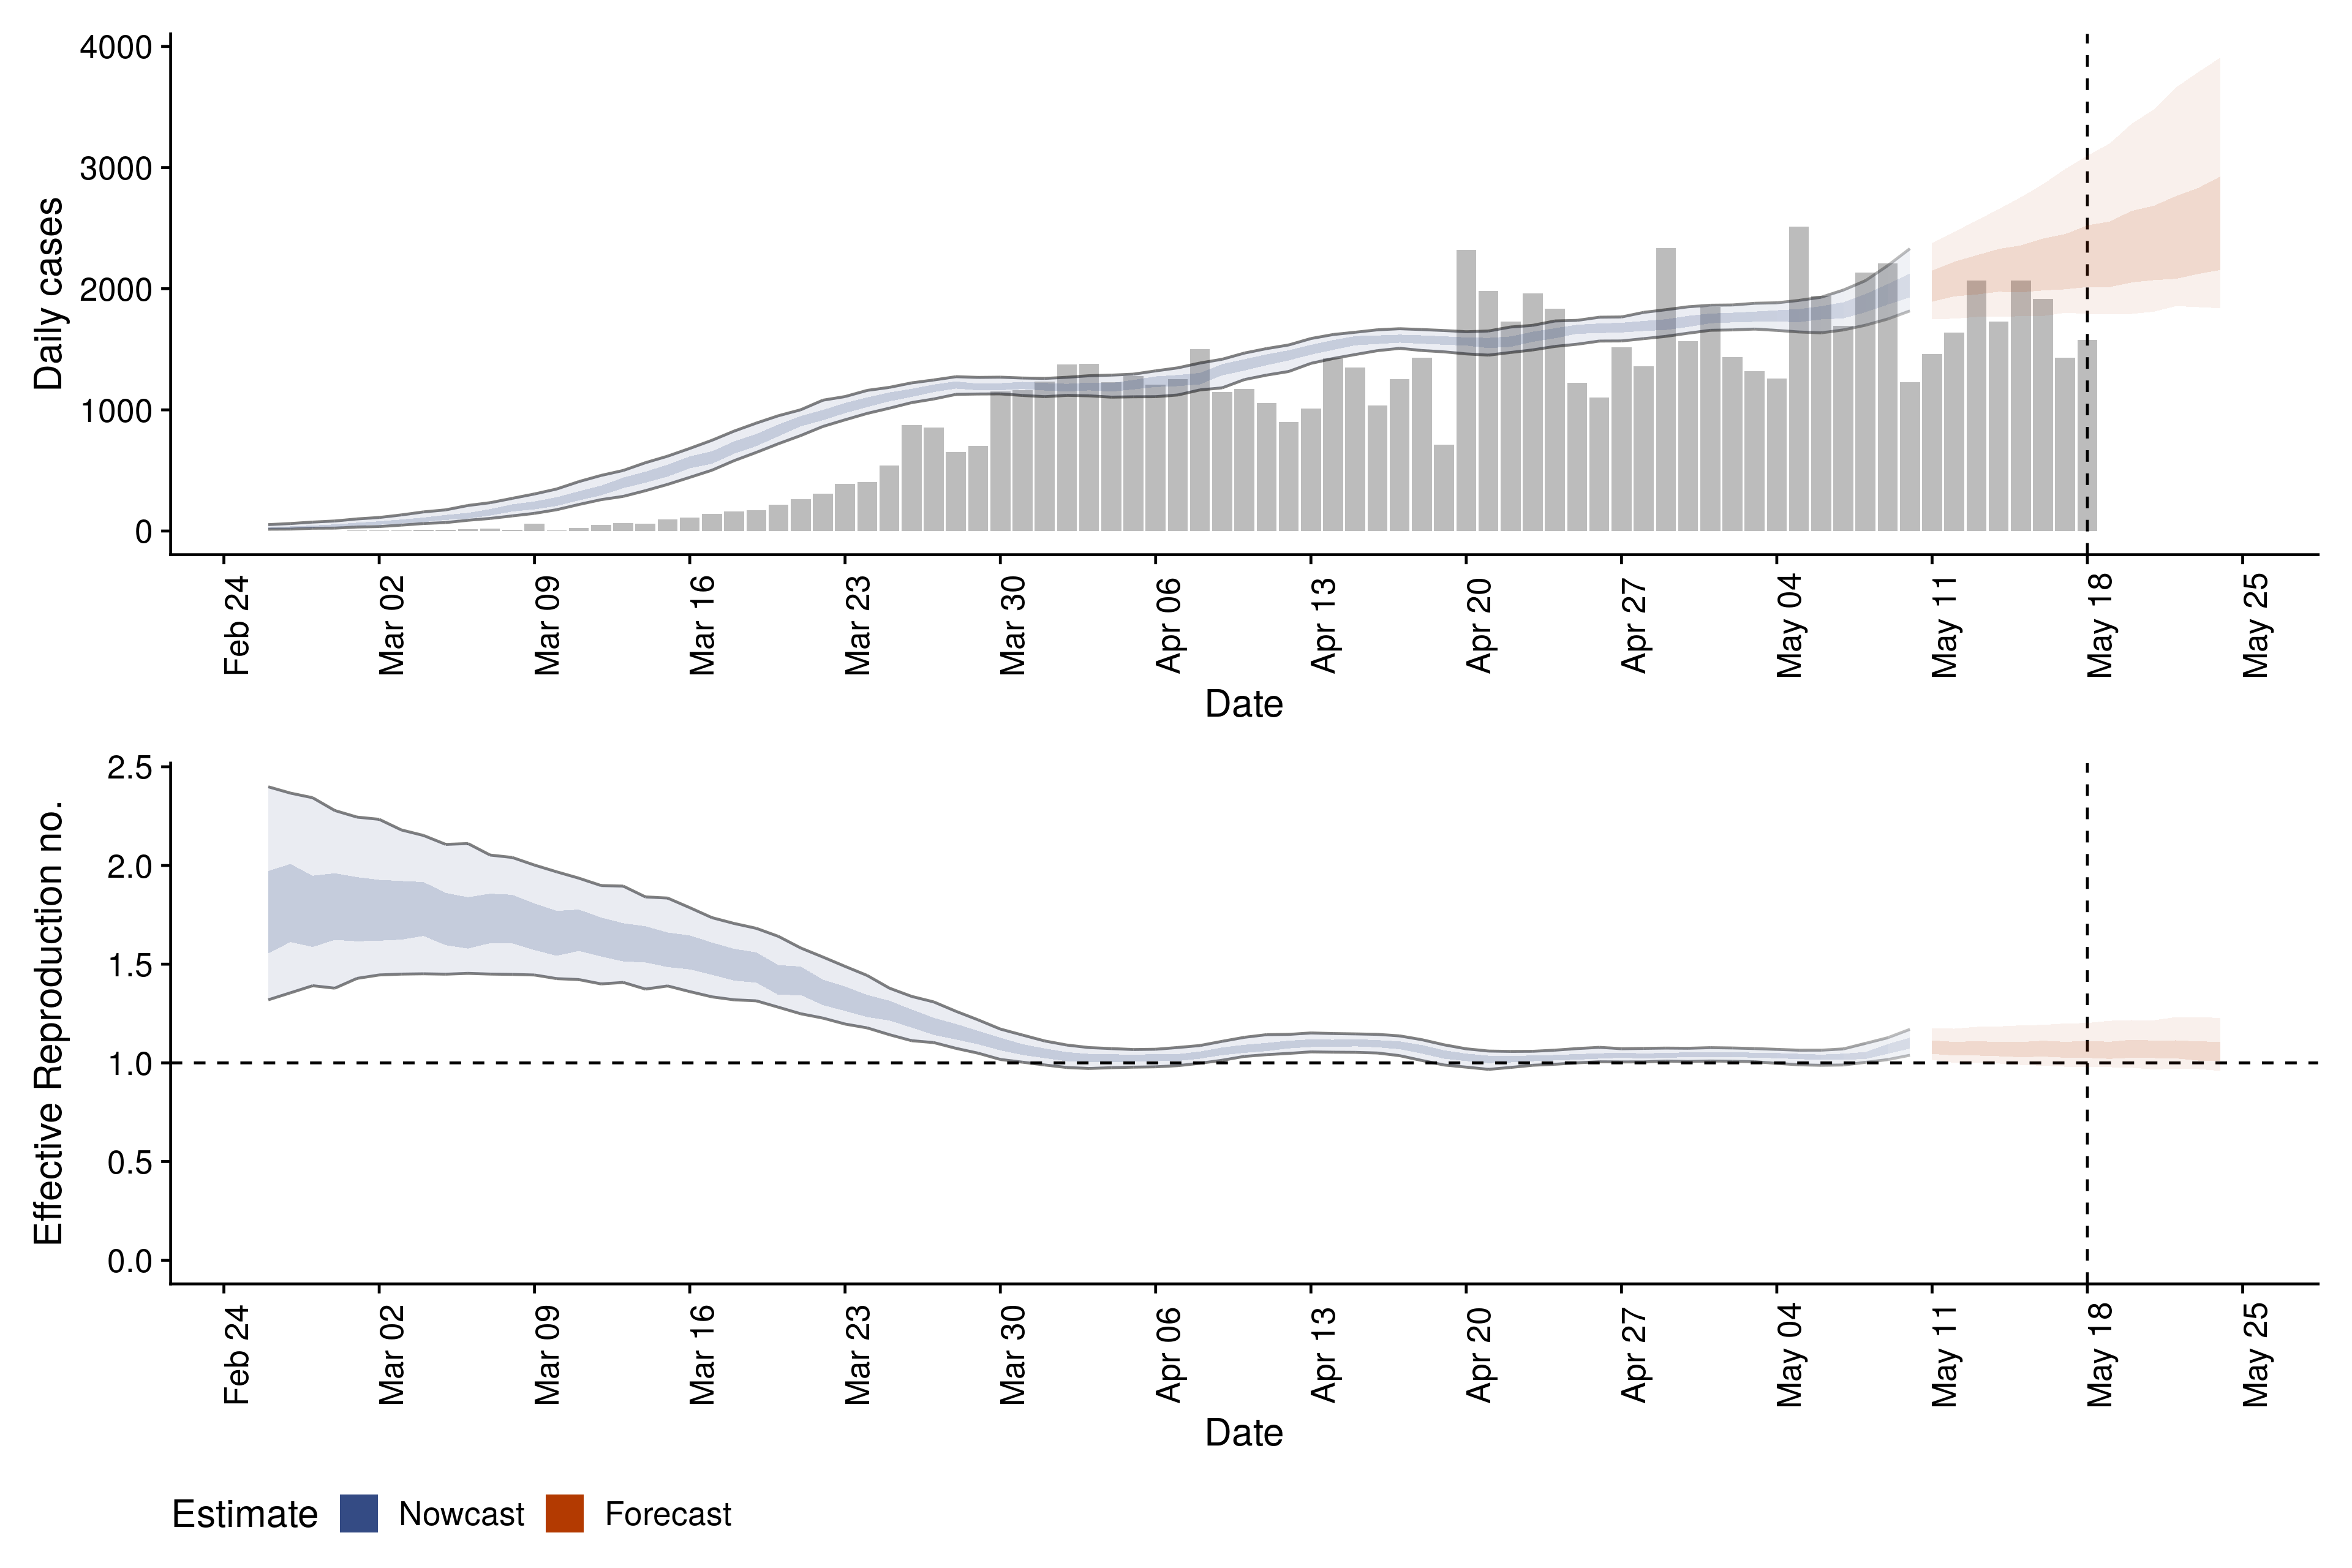 Daily cases
4000
3000
2000
1000
0
Feb 24
Mar 02
Mar 09
Mar 16
Mar 23
Mar 30
Apr 06
Apr 13
Apr 20
Apr 27
May 04
May 11
May 18
May 25
Date
Effective Reproduction no.
2.5
2.0
1.5
1.0
0.5
0.0
Feb 24
Mar 02
Mar 09
Mar 16
Mar 23
Mar 30
Apr 06
Apr 13
Apr 20
Apr 27
May 04
May 11
May 18
May 25
Date
Estimate Nowcast Forecast